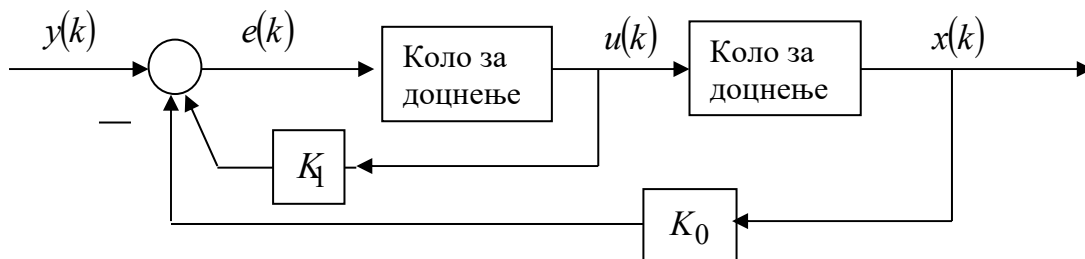 y(k)
e(k)
u(k)
x(k)
Коло за
доцнење
Коло за
доцнење
−
K₁
K₀